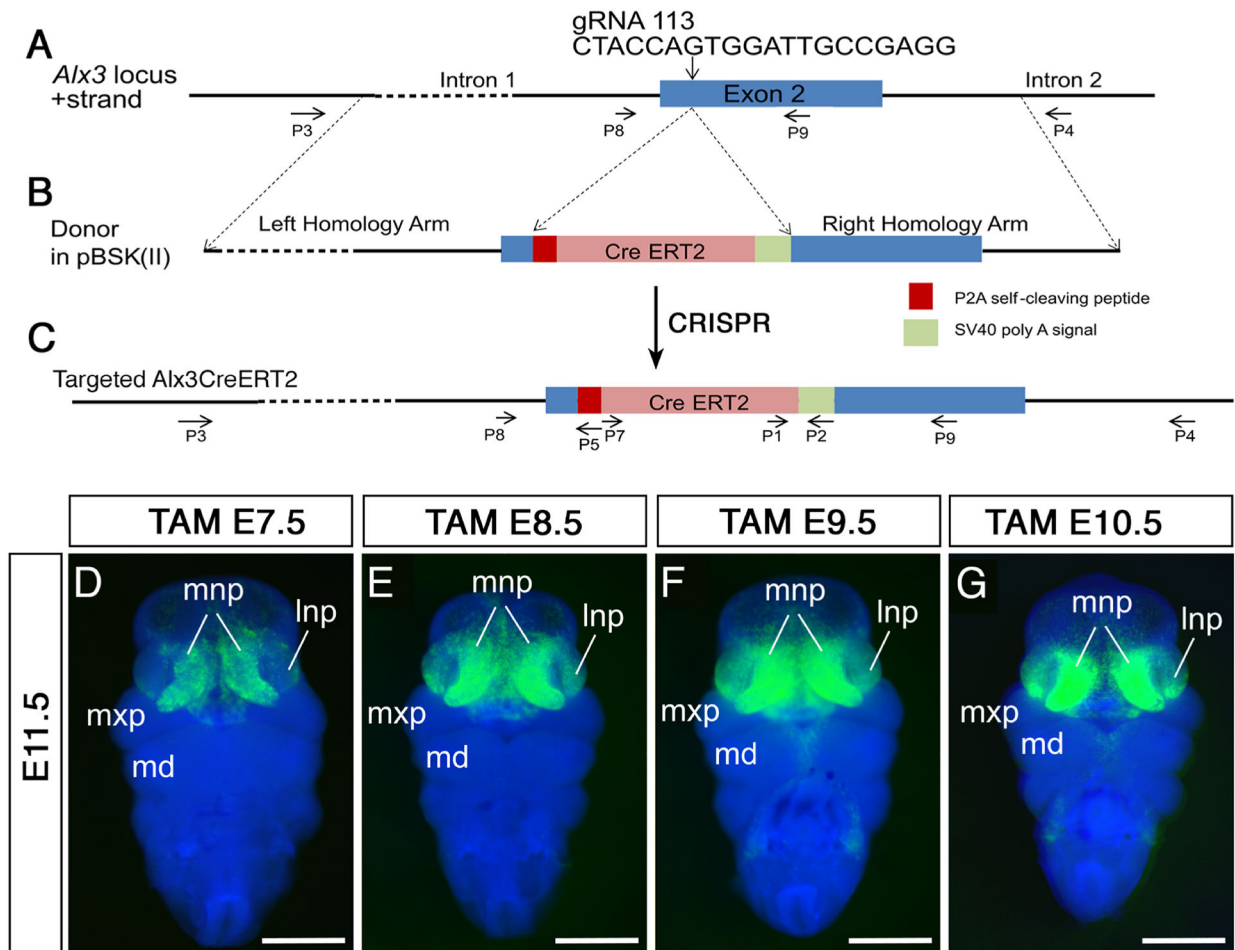 A
gRNA 113
CTACCAGTGGATTGCCGAGG
Alx3 locus
+strand
Intron 1
Exon 2
Intron 2
P3
P8
P9
P4
B
Donor
in pBSK(II)
Left Homology Arm
Cre ERT2
Right Homology Arm
P2A self-cleaving peptide
SV40 poly A signal
CRISPR
C
Targeted Alx3CreERT2
Cre ERT2
P3
P8
P5
P7
P1
P2
P9
P4
TAM E7.5
TAM E8.5
TAM E9.5
TAM E10.5
E11.5
D
mnp
lnp
mxp
md
E
mnp
lnp
mxp
md
F
mnp
lnp
mxp
md
G
mnp
lnp
mxp
md